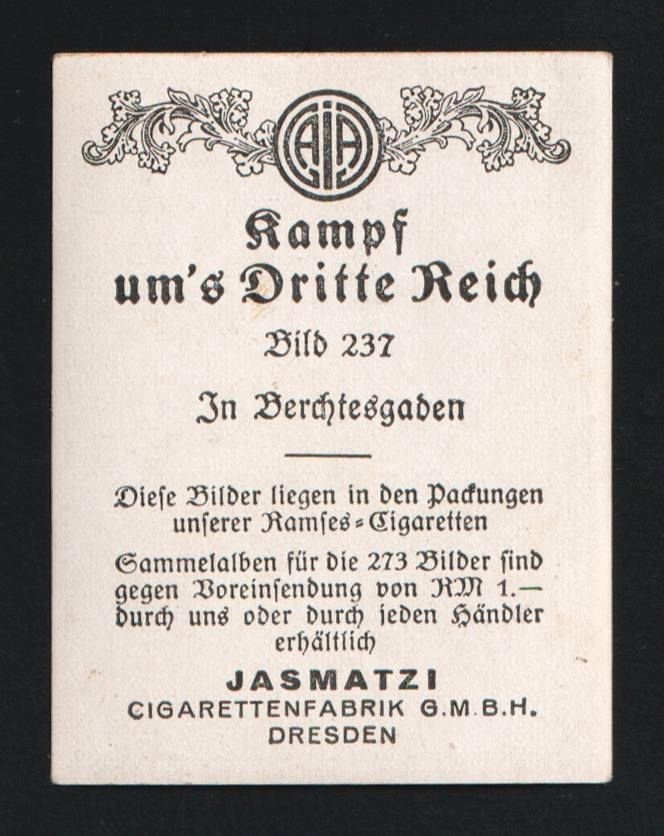 AiA
Kampf
um's Dritte Reich
Bild 237
In Berchtesgaden
Diese Bilder liegen in den Packungen
unserer Ramses=Cigaretten
Sammelalben für die 273 Bilder sind
gegen Voreinsendung von RM 1.—
durch uns oder durch jeden Händler
erhältlich
JASMATZI
CIGARETTENFABRIK G.M.B.H.
DRESDEN